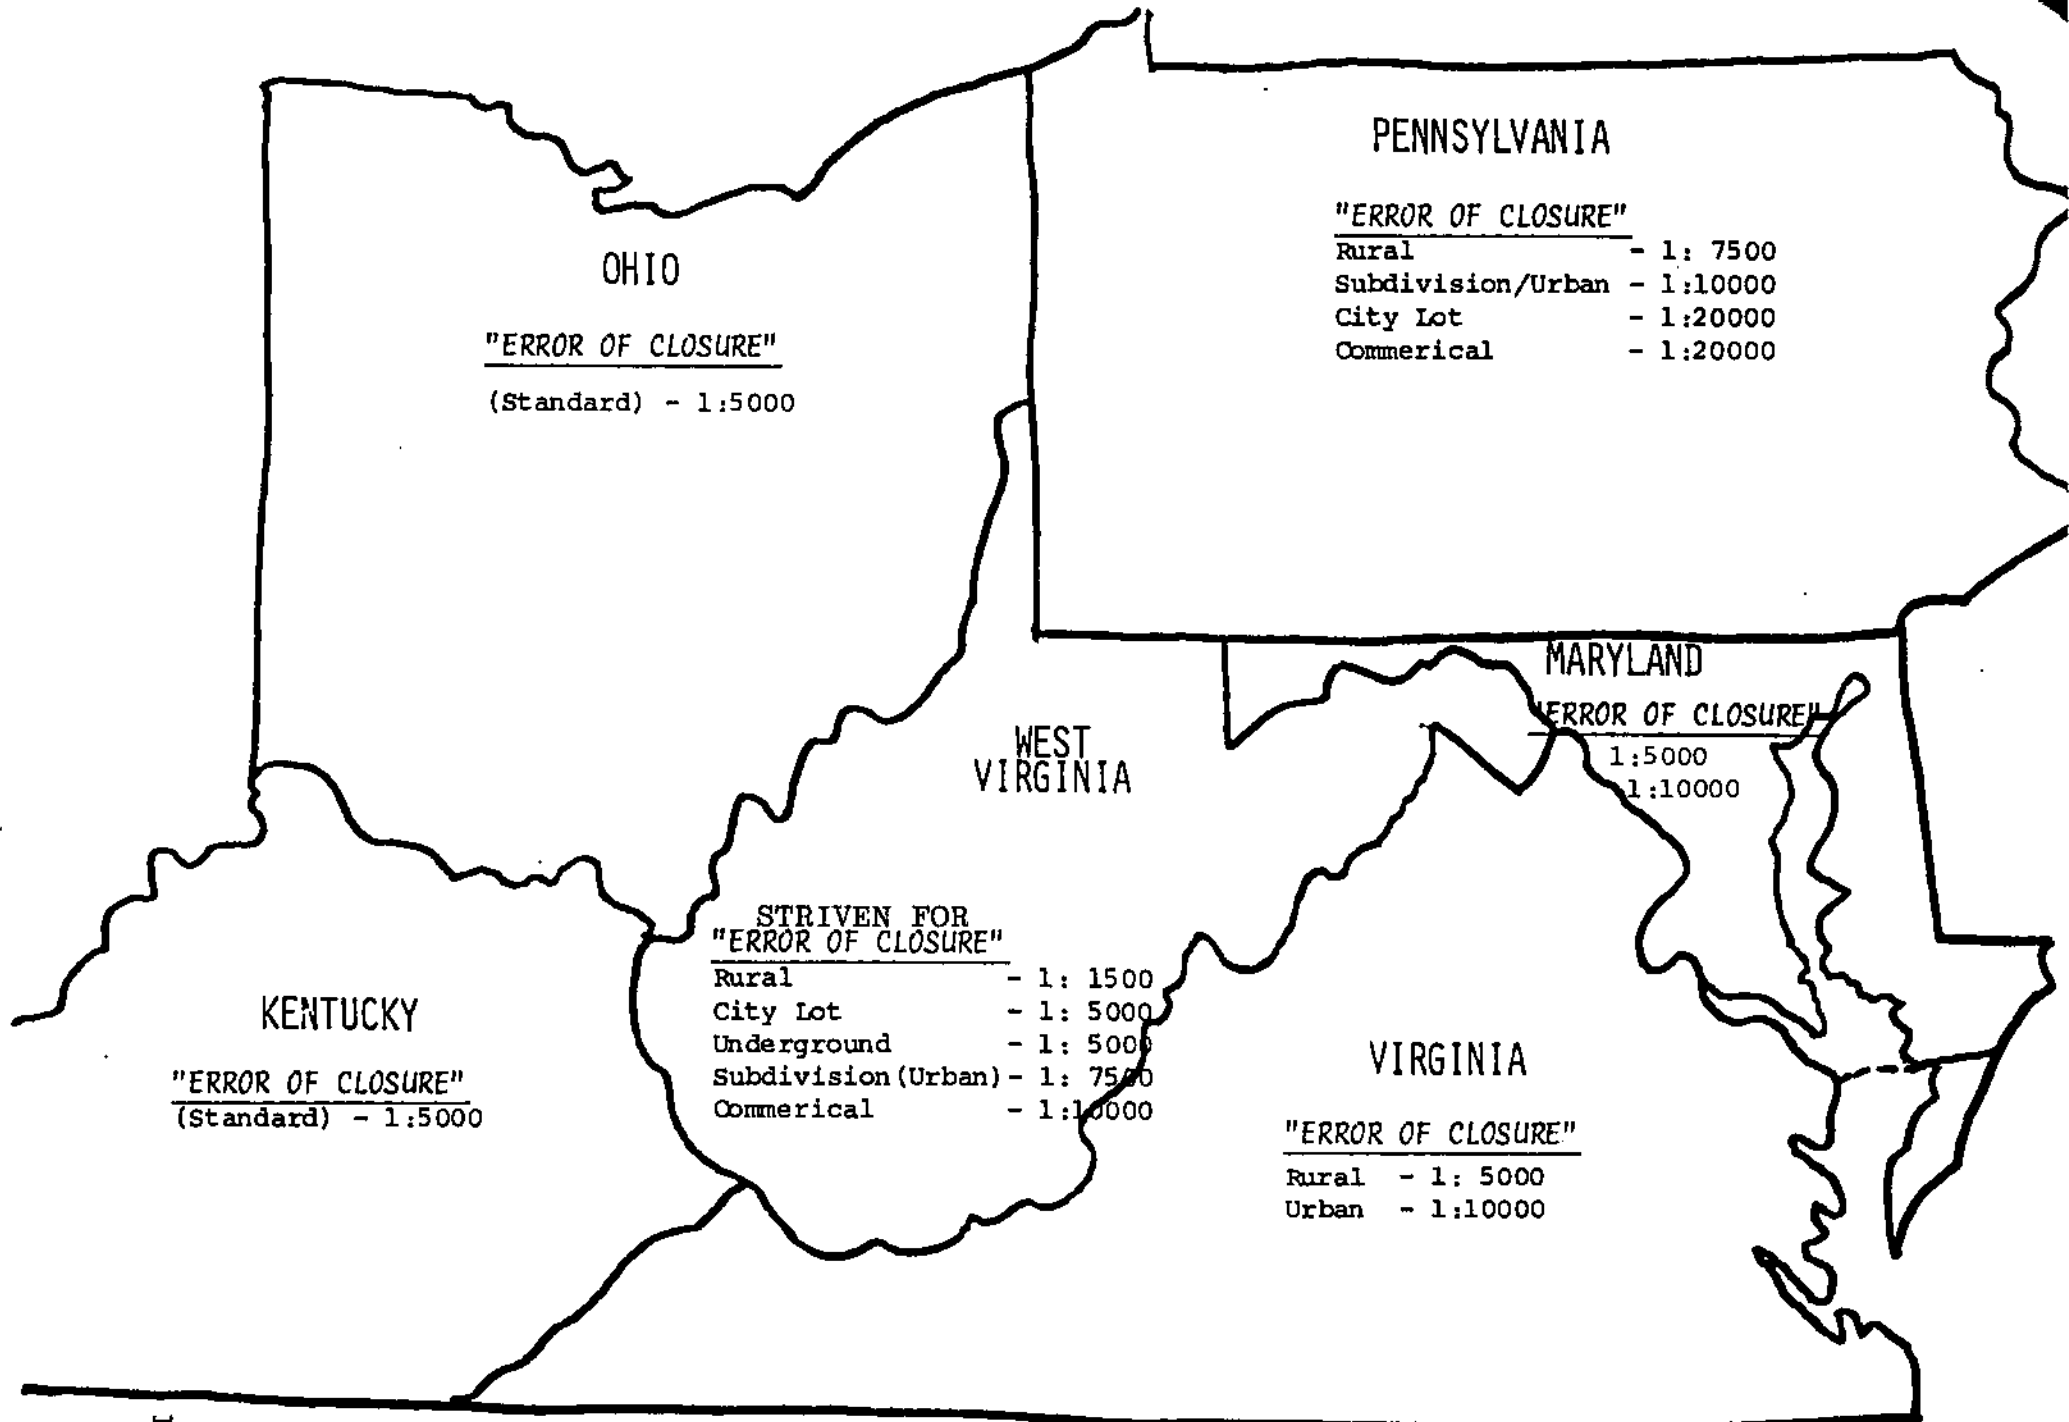 OHIO
"ERROR OF CLOSURE"
(Standard) - 1:5000
PENNSYLVANIA
"ERROR OF CLOSURE"
Rural - 1: 7500
Subdivision/Urban - 1:10000
City Lot - 1:20000
Commerical - 1:20000
MARYLAND
"ERROR OF CLOSURE"
1:5000
1:10000
WEST
VIRGINIA
STRIVEN FOR
"ERROR OF CLOSURE"
Rural - 1: 1500
City Lot - 1: 5000
Underground - 1: 5000
Subdivision(Urban) - 1: 7500
Commerical - 1:10000
KENTUCKY
"ERROR OF CLOSURE"
(Standard) - 1:5000
VIRGINIA
"ERROR OF CLOSURE"
Rural - 1: 5000
Urban - 1:10000